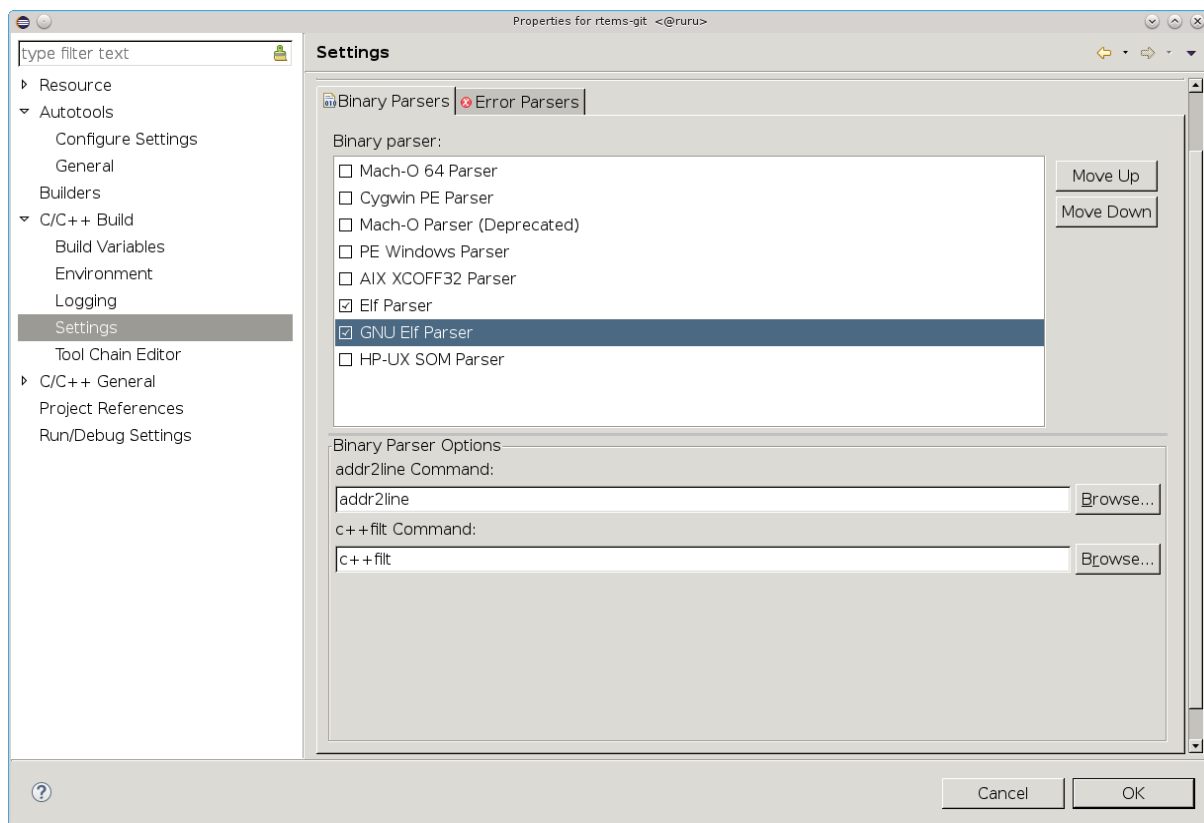 Properties for rtems-git <@ruru>
type filter text
Resource
Autotools
Configure Settings
General
Builders
C/C++ Build
Build Variables
Environment
Logging
Settings
Tool Chain Editor
C/C++ General
Project References
Run/Debug Settings
Settings
Binary Parsers
Error Parsers
Binary parser:
Mach-O 64 Parser
Cygwin PE Parser
Mach-O Parser (Deprecated)
PE Windows Parser
AIX XCOFF32 Parser
Elf Parser
GNU Elf Parser
HP-UX SOM Parser
Move Up
Move Down
Binary Parser Options
addr2line Command:
addr2line
Browse...
c++filt Command:
c++filt
Browse...
Cancel
OK